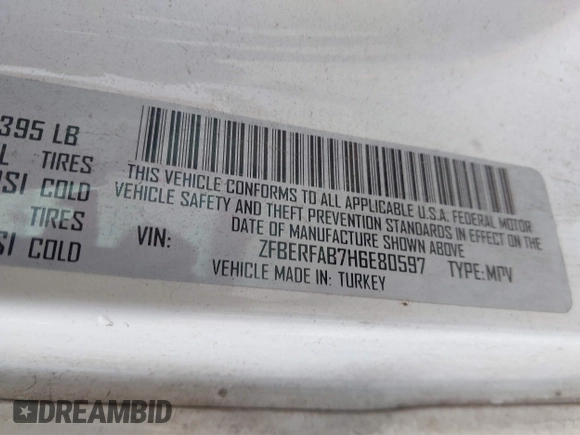 395 LB
L TIRES
SI COLD
TIRES
SI COLD
THIS VEHICLE CONFORMS TO ALL APPLICABLE U.S.A. FEDERAL MOTOR
VEHICLE SAFETY AND THEFT PREVENTION STANDARDS IN EFFECT ON THE
DATE OF MANUFACTURE SHOWN ABOVE
VIN: ZFBERFAB7H6E80597 TYPE:MPV
VEHICLE MADE IN: TURKEY
DREAMBID